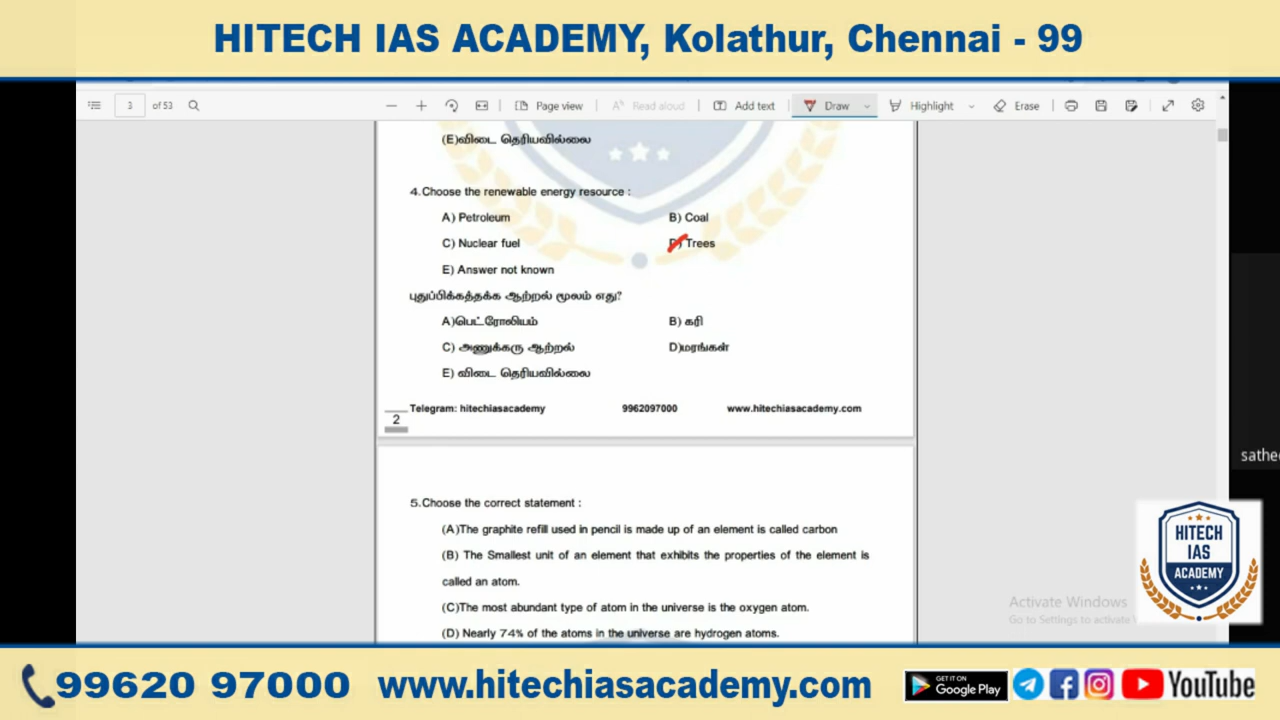 HITECH IAS ACADEMY, Kolathur, Chennai - 99
3 of 53 Page view Read aloud Add text Draw Highlight Erase
(E)விடை தெரியவில்லை
4.Choose the renewable energy resource :
A) Petroleum B) Coal
C) Nuclear fuel D) Trees
E) Answer not known
புதுப்பிக்கத்தக்க ஆற்றல் மூலம் எது?
A)பெட்ரோலியம் B) கரி
C) அணுக்கரு ஆற்றல் D)மரங்கள்
E) விடை தெரியவில்லை
Telegram: hitechiasacademy 9962097000 www.hitechiasacademy.com
2
5.Choose the correct statement :
(A)The graphite refill used in pencil is made up of an element is called carbon
(B) The Smallest unit of an element that exhibits the properties of the element is
called an atom.
(C)The most abundant type of atom in the universe is the oxygen atom.
(D) Nearly 74% of the atoms in the universe are hydrogen atoms.
sathee
HITECH
IAS
ACADEMY
Activate Windows
Go to Settings to activate
99620 97000 www.hitechiasacademy.com GET IT ON Google Play YouTube